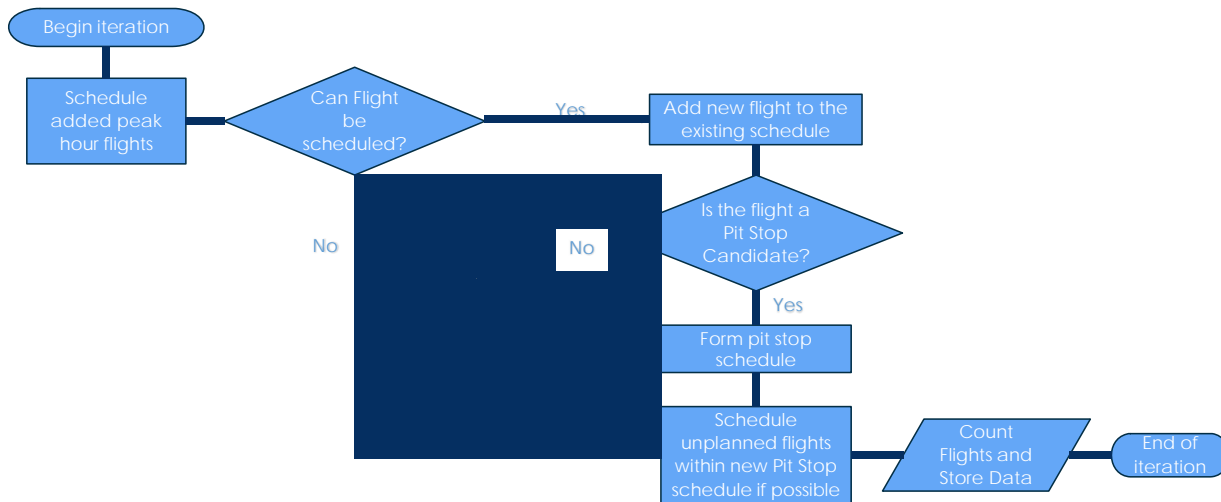 Begin iteration
Schedule
added peak
hour flights
Can Flight
be
scheduled?
Yes
Add new flight to the
existing schedule
Is the flight a
Pit Stop
Candidate?
No
No
Yes
Form pit stop
schedule
Schedule
unplanned flights
within new Pit Stop
schedule if possible
Count
Flights and
Store Data
End of
iteration